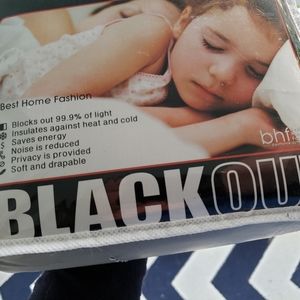 Best Home Fashion
Blocks out 99.9% of light
Insulates against heat and cold
$ Saves energy
Noise is reduced
Privacy is provided
Soft and drapable
bhf
BLACKOU